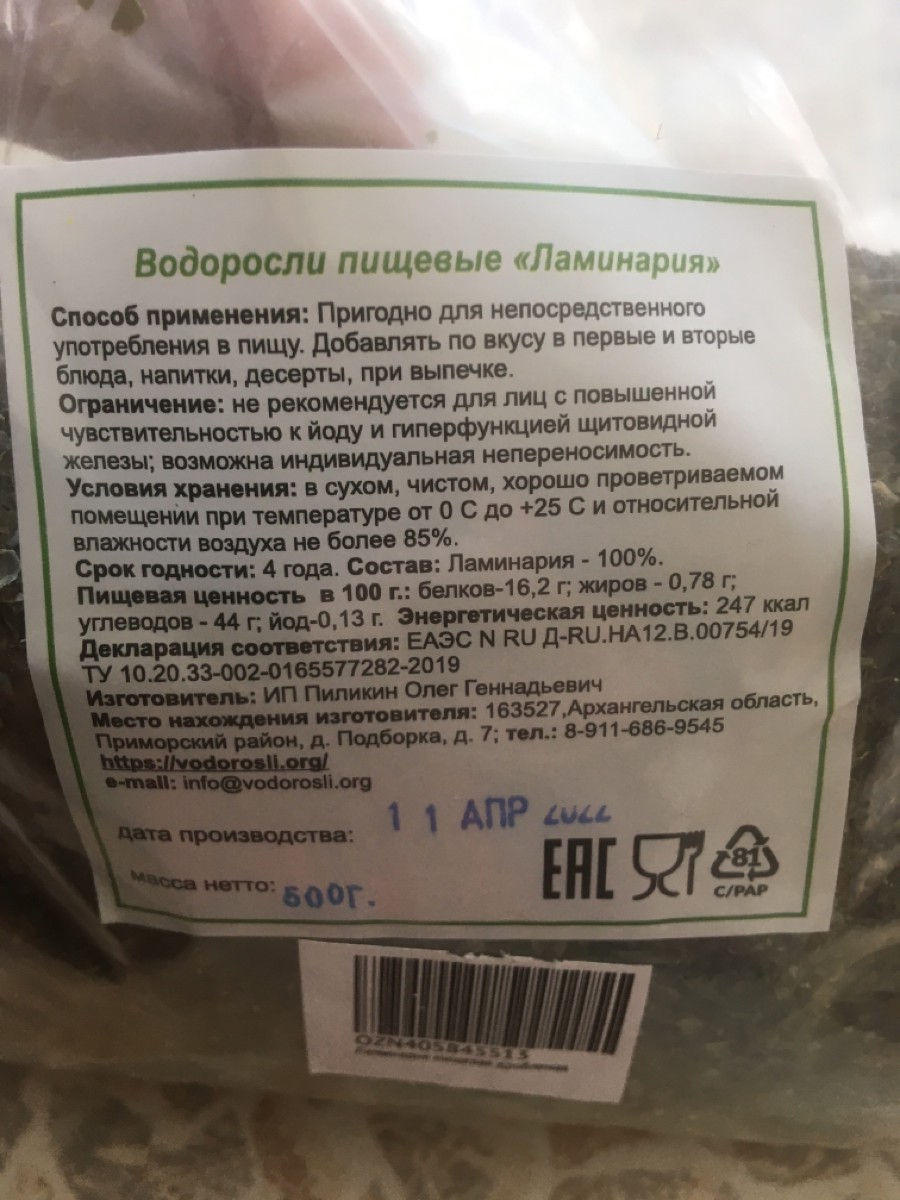 Водоросли пищевые «Ламинария»
Способ применения: Пригодно для непосредственного
употребления в пищу. Добавлять по вкусу в первые и вторые
блюда, напитки, десерты, при выпечке.
Ограничение: не рекомендуется для лиц с повышенной
чувствительностью к йоду и гиперфункцией щитовидной
железы; возможна индивидуальная непереносимость.
Условия хранения: в сухом, чистом, хорошо проветриваемом
помещении при температуре от 0 С до +25 С и относительной
влажности воздуха не более 85%.
Срок годности: 4 года. Состав: Ламинария - 100%.
Пищевая ценность в 100 г.: белков-16,2 г; жиров - 0,78 г;
углеводов - 44 г; йод-0,13 г. Энергетическая ценность: 247 ккал
Декларация соответствия: ЕАЭС N RU Д-RU.НА12.В.00754/19
ТУ 10.20.33-002-0165577282-2019
Изготовитель: ИП Пиликин Олег Геннадьевич
Место нахождения изготовителя: 163527,Архангельская область,
Приморский район, д. Подборка, д. 7; тел.: 8-911-686-9545
https://vodorosli.org/
e-mail: info@vodorosli.org
дата производства: 11 АПР 2022
масса нетто: 500г.
EAC
81
C/PAP
OZN405845513